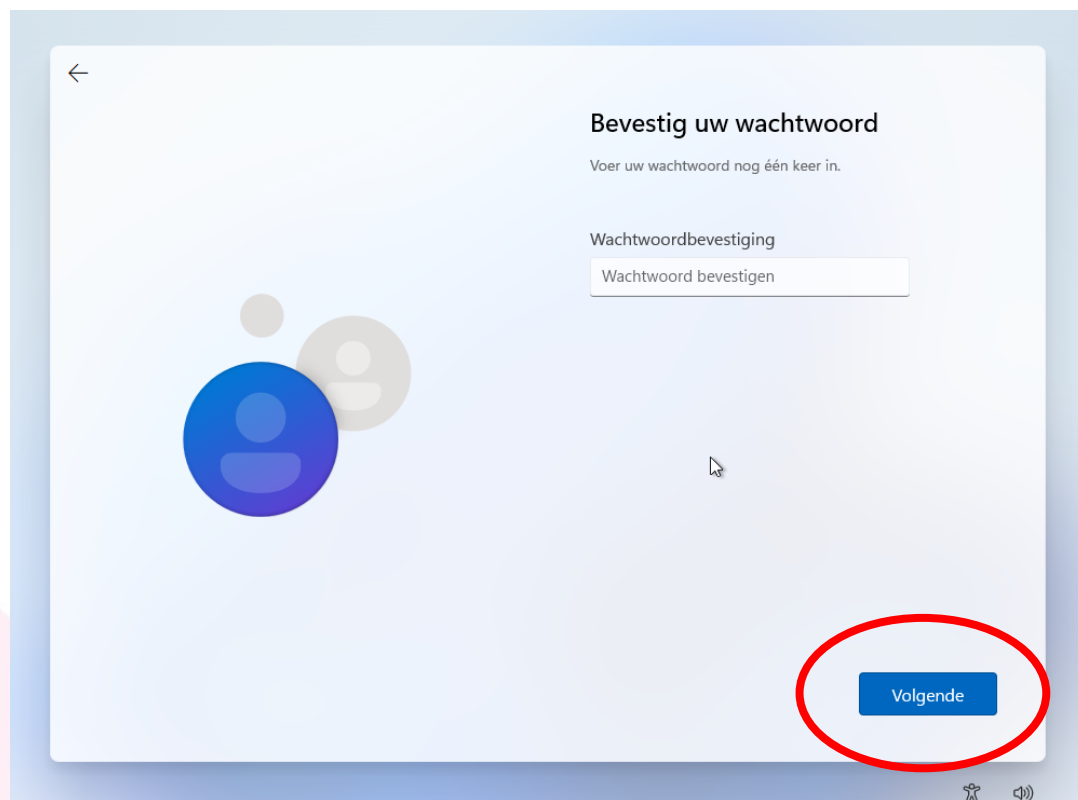 Bevestig uw wachtwoord
Voer uw wachtwoord nog één keer in.
Wachtwoordbevestiging
Wachtwoord bevestigen
Volgende